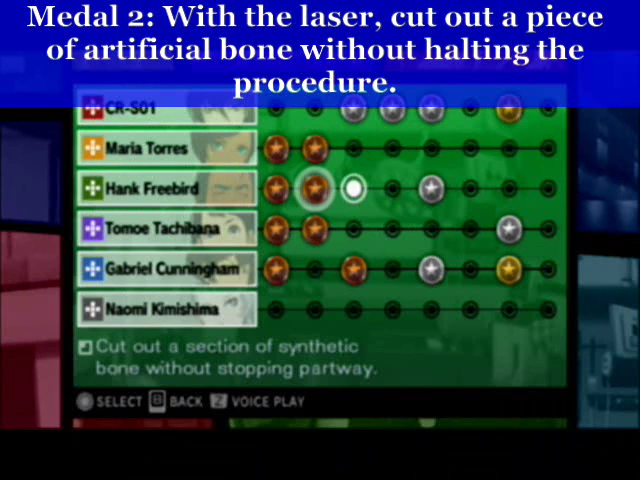 Medal 2: With the laser, cut out a piece
of artificial bone without halting the
procedure.
CR-S01
Maria Torres
Hank Freebird
Tomoe Tachibana
Gabriel Cunningham
Naomi Kimishima
Cut out a section of synthetic
bone without stopping partway.
SELECT B BACK Z VOICE PLAY